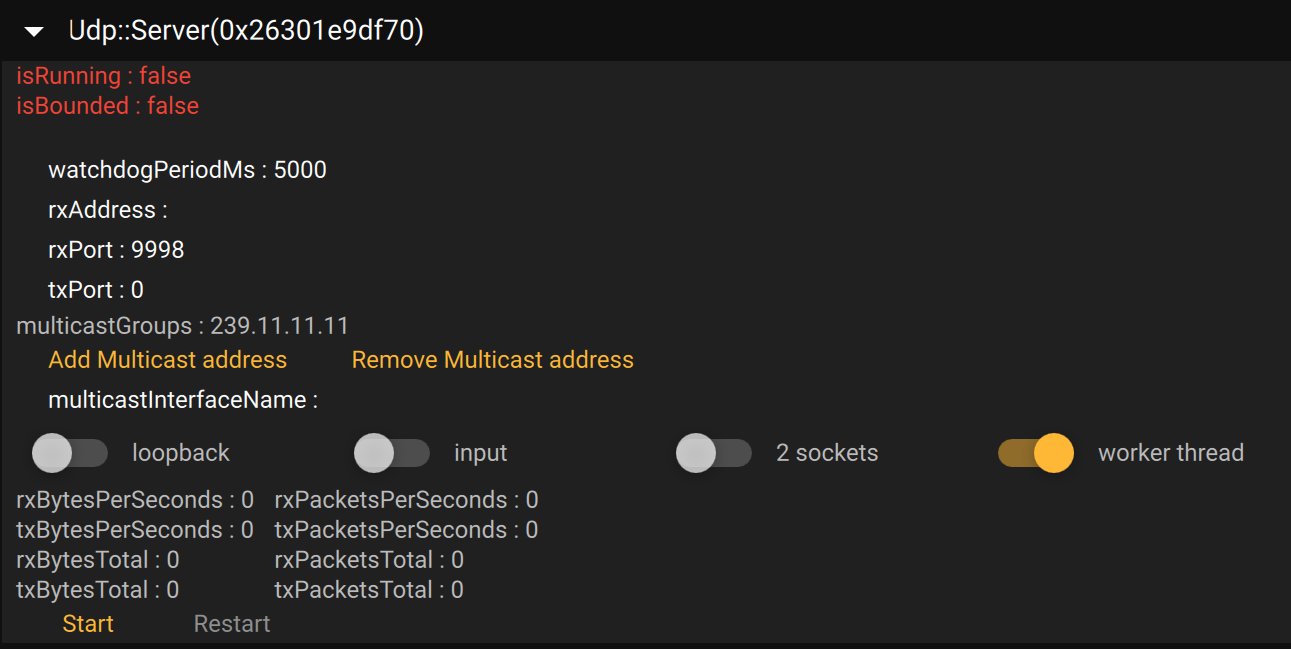 Udp::Server(0x26301e9df70)
isRunning : false
isBounded : false
watchdogPeriodMs : 5000
rxAddress :
rxPort : 9998
txPort : 0
multicastGroups : 239.11.11.11
Add Multicast address Remove Multicast address
multicastInterfaceName :
loopback input 2 sockets worker thread
rxBytesPerSeconds : 0 rxPacketsPerSeconds : 0
txBytesPerSeconds : 0 txPacketsPerSeconds : 0
rxBytesTotal : 0 rxPacketsTotal : 0
txBytesTotal : 0 txPacketsTotal : 0
Start Restart